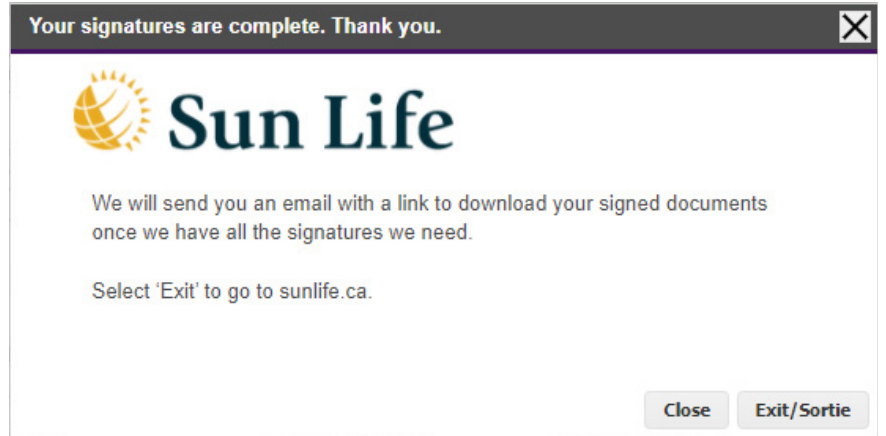 Your signatures are complete. Thank you.
Sun Life
We will send you an email with a link to download your signed documents
once we have all the signatures we need.
Select ‘Exit’ to go to sunlife.ca.
Close Exit/Sortie